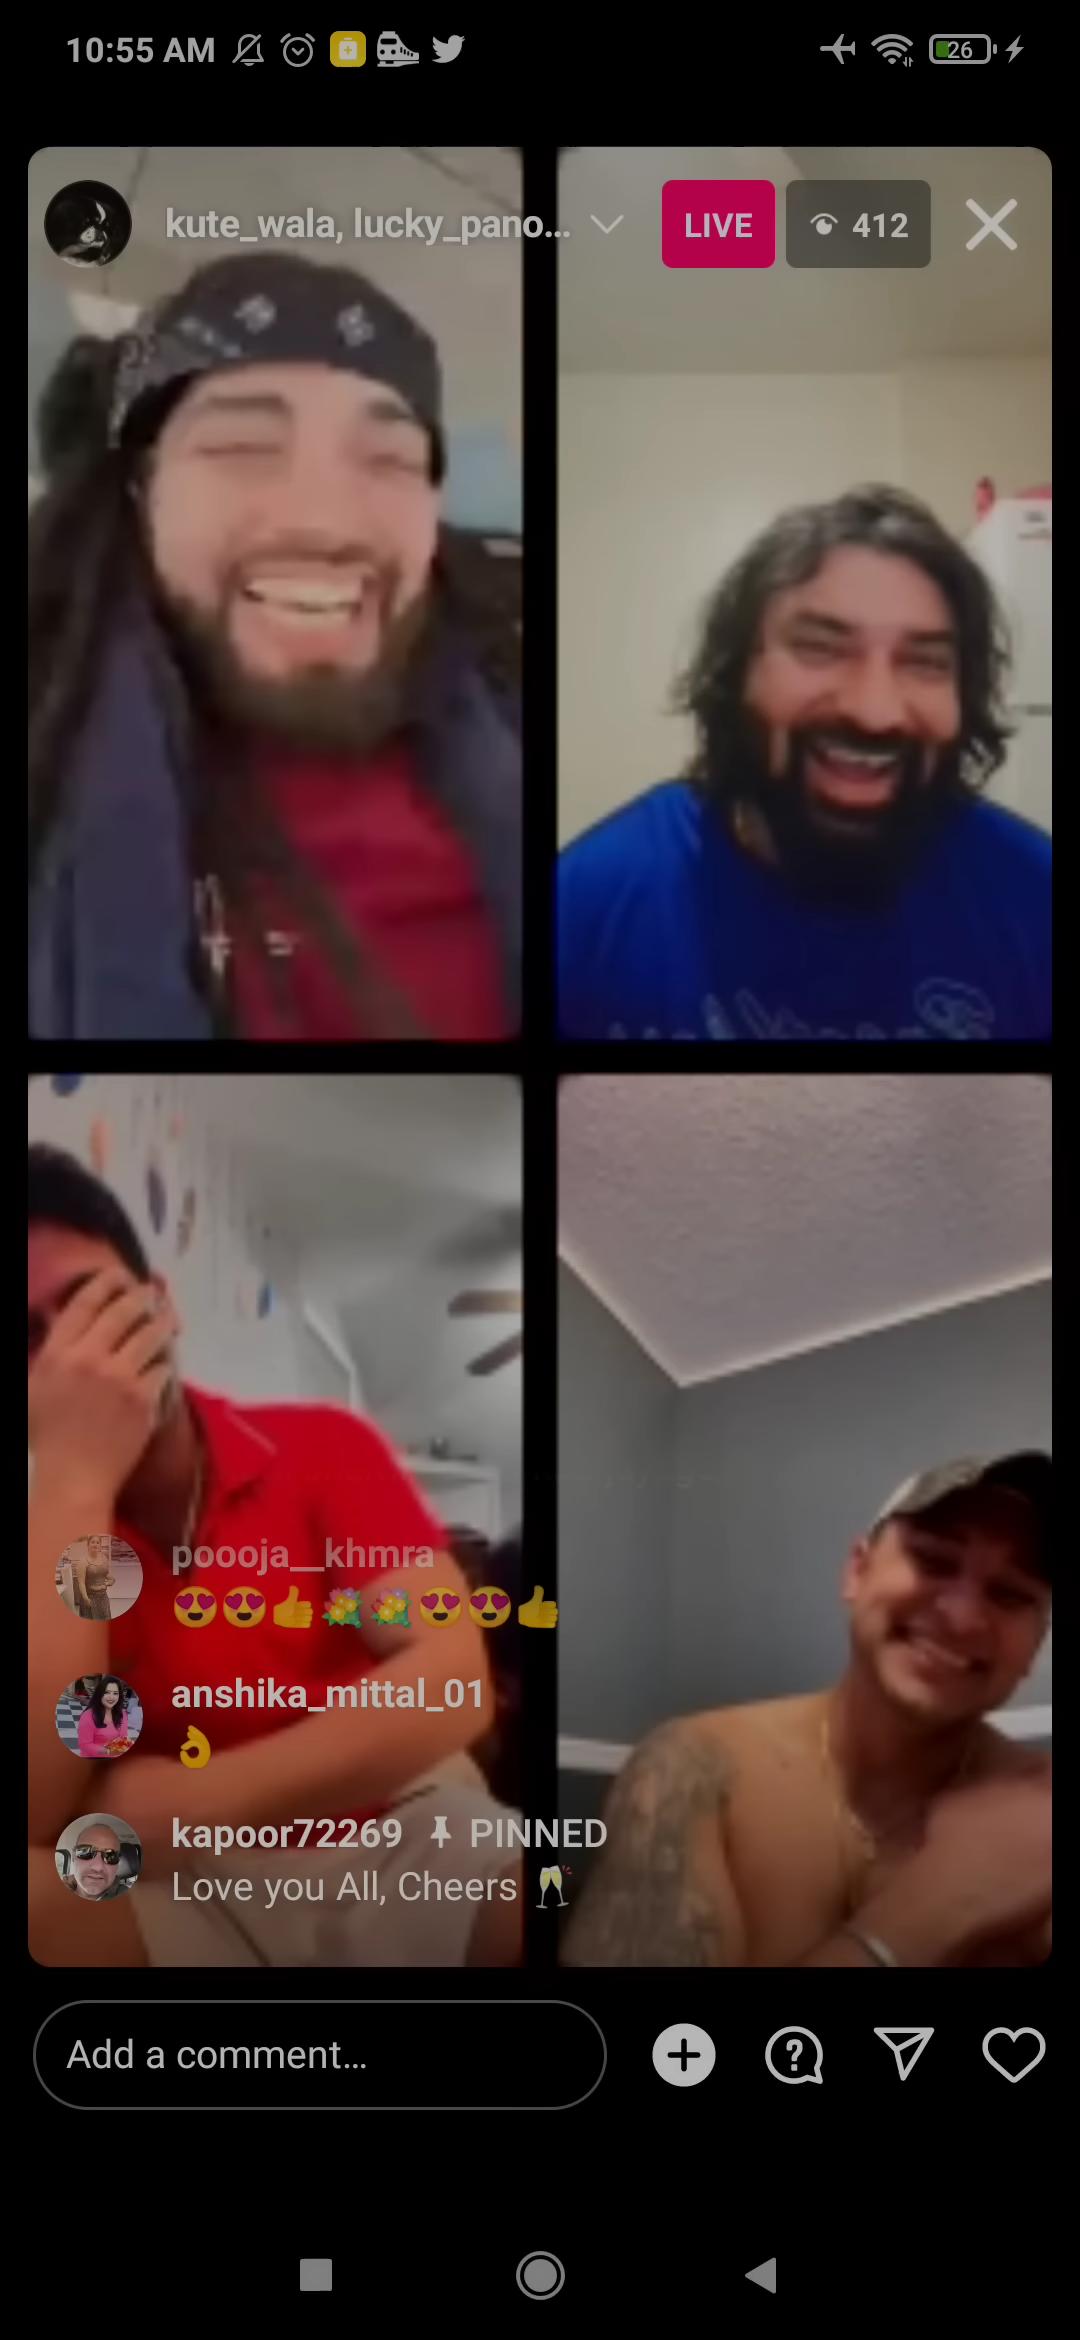 10:55 AM
26
kute_wala, lucky_pano...
LIVE
412
poooja__khmra
😍😍👍💐💐😍😍👍
anshika_mittal_01
👌
kapoor72269 PINNED
Love you All, Cheers 🥂
Add a comment...